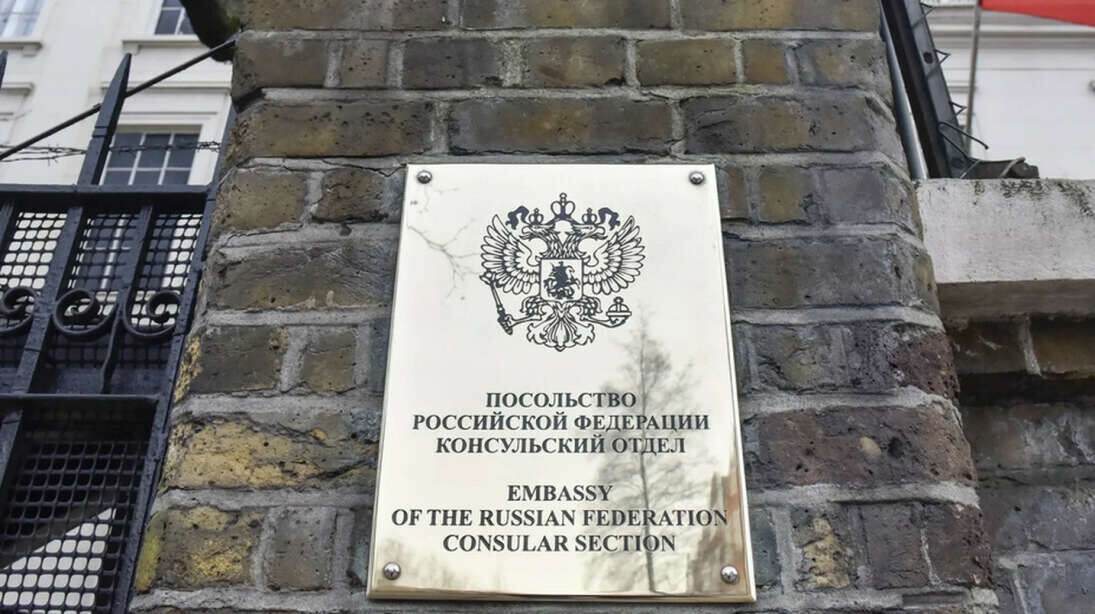 ПОСОЛЬСТВО
РОССИЙСКОЙ ФЕДЕРАЦИИ
КОНСУЛЬСКИЙ ОТДЕЛ
EMBASSY
OF THE RUSSIAN FEDERATION
CONSULAR SECTION